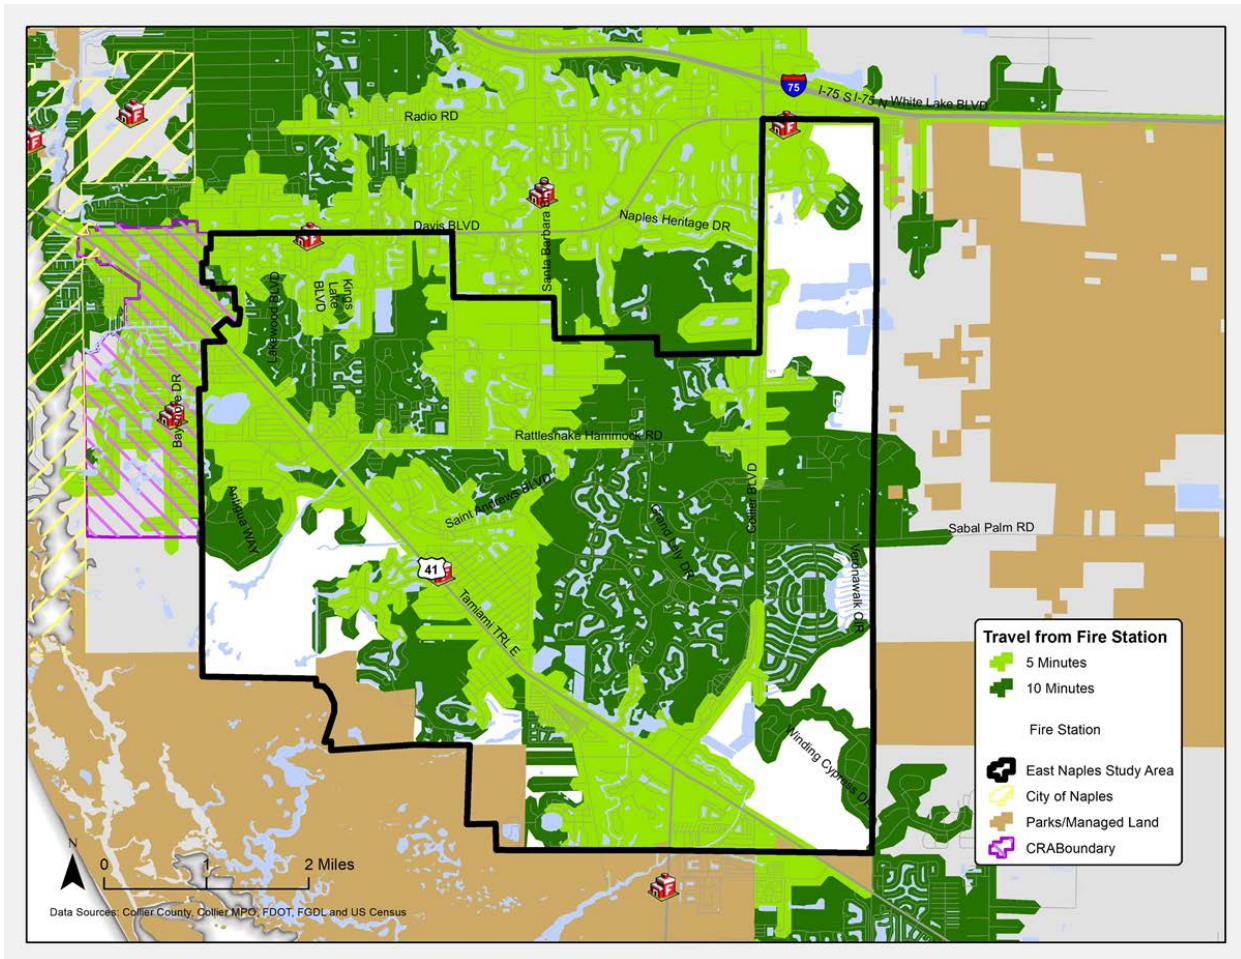 75
I-75 S I-75 N White Lake BLVD
Radio RD
Davis BLVD
Naples Heritage DR
Santa Barbara B
Lakewood BLVD
Kings
Lake
BLVD
Bayshore DR
Rattlesnake Hammock RD
Saint Andrews BLVD
Antigua WAY
Grand Lely DR
Collier BLVD
Sabal Palm RD
Veronawalk CIR
41
Tamiami TRL E
Winding Cypress DR
Travel from Fire Station
5 Minutes
10 Minutes
Fire Station
East Naples Study Area
City of Naples
Parks/Managed Land
CRABoundary
N
0 1 2 Miles
Data Sources: Collier County, Collier MPO, FDOT, FGDL and US Census